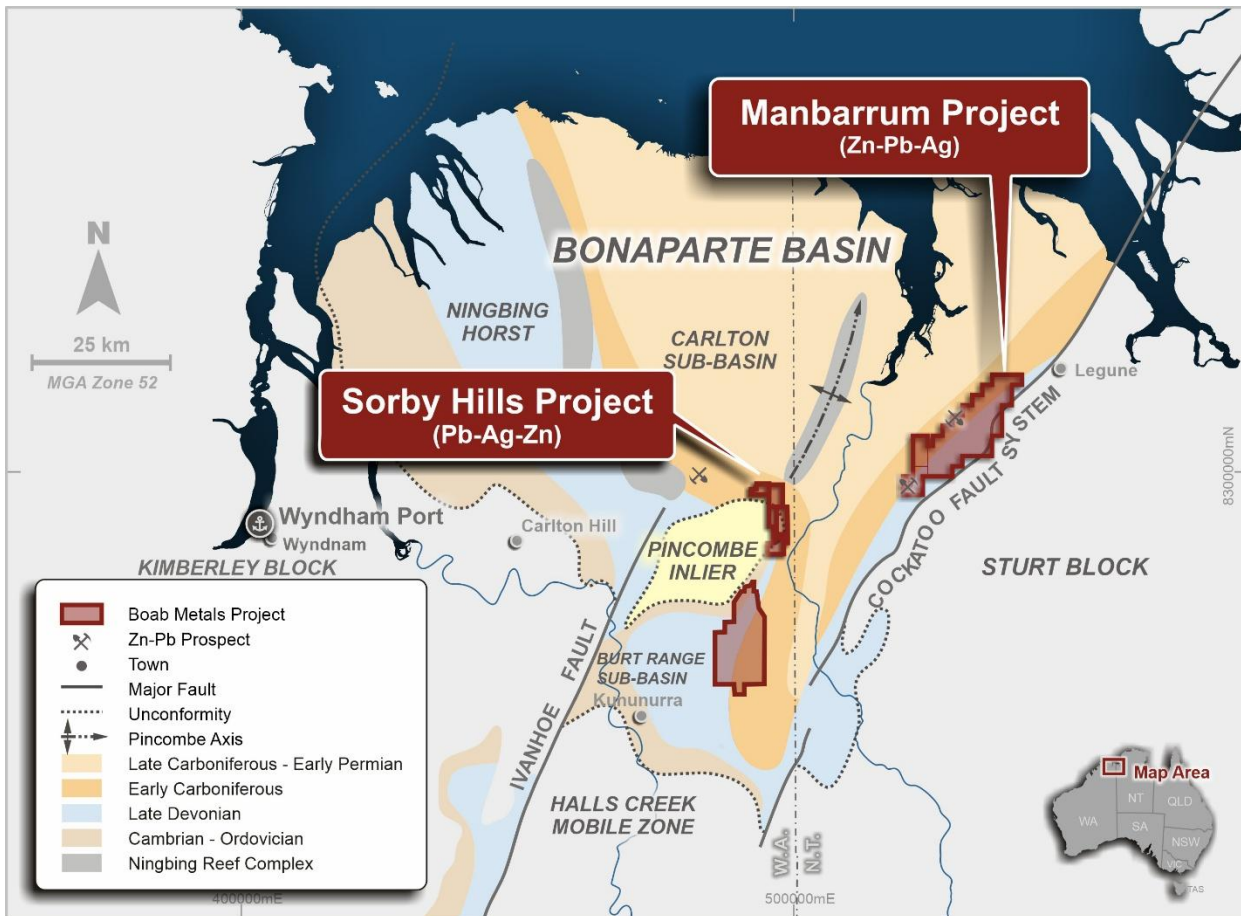 Manbarrum Project
(Zn-Pb-Ag)
BONAPARTE BASIN
N
25 km
MGA Zone 52
NINGBING
HORST
CARLTON
SUB-BASIN
Sorby Hills Project
(Pb-Ag-Zn)
Legune
8300000mN
COCKATOO FAULT SYSTEM
Wyndham Port
Wyndnam
Carlton Hill
KIMBERLEY BLOCK
PINCOMBE
INLIER
STURT BLOCK
IVANHOE FAULT
BURT RANGE
SUB-BASIN
Kununurra
HALLS CREEK
MOBILE ZONE
W.A.
N.T.
Boab Metals Project
Zn-Pb Prospect
Town
Major Fault
Unconformity
Pincombe Axis
Late Carboniferous - Early Permian
Early Carboniferous
Late Devonian
Cambrian - Ordovician
Ningbing Reef Complex
400000mE
500000mE
Map Area
WA
NT
QLD
SA
NSW
VIC
TAS